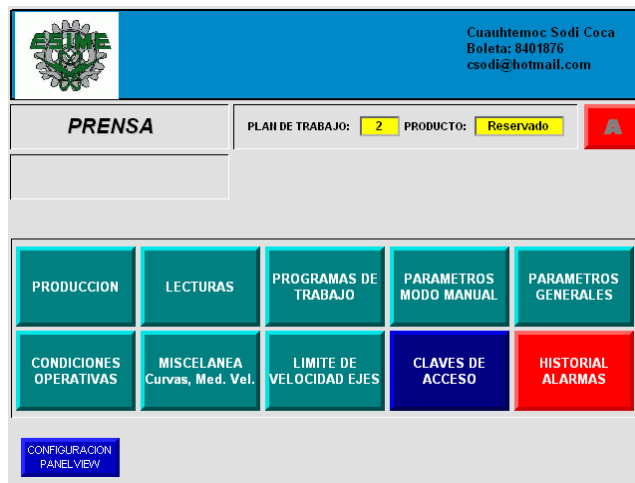 ESIME
Cuauhtemoc Sodi Coca
Boleta: 8401876
csodi@hotmail.com
PRENSA
PLAN DE TRABAJO: 2 PRODUCTO: Reservado
A
PRODUCCION
LECTURAS
PROGRAMAS DE
TRABAJO
PARAMETROS
MODO MANUAL
PARAMETROS
GENERALES
CONDICIONES
OPERATIVAS
MISCELANEA
Curvas, Med. Vel.
LIMITE DE
VELOCIDAD EJES
CLAVES DE
ACCESO
HISTORIAL
ALARMAS
CONFIGURACION
PANELVIEW